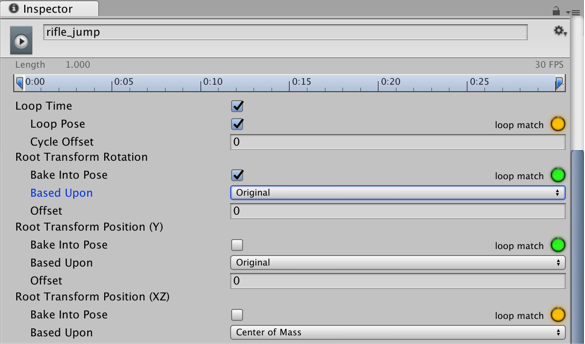 Inspector
rifle_jump
Length 1.000 30 FPS
0:00 0:05 0:10 0:15 0:20 0:25
Loop Time
Loop Pose loop match
Cycle Offset 0
Root Transform Rotation
Bake Into Pose loop match
Based Upon Original
Offset 0
Root Transform Position (Y)
Bake Into Pose loop match
Based Upon Original
Offset 0
Root Transform Position (XZ)
Bake Into Pose loop match
Based Upon Center of Mass